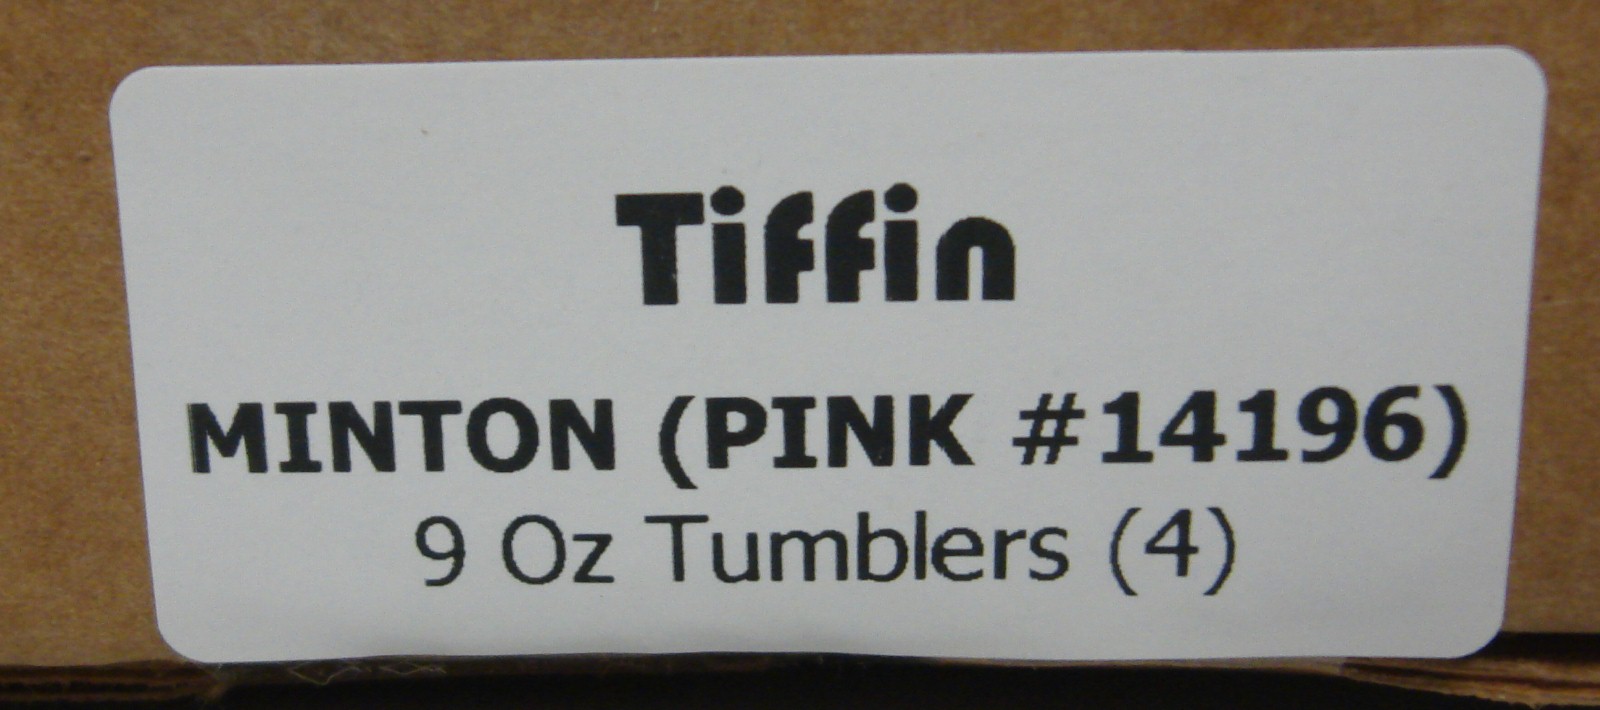 Tiffin
MINTON (PINK #14196)
9 Oz Tumblers (4)